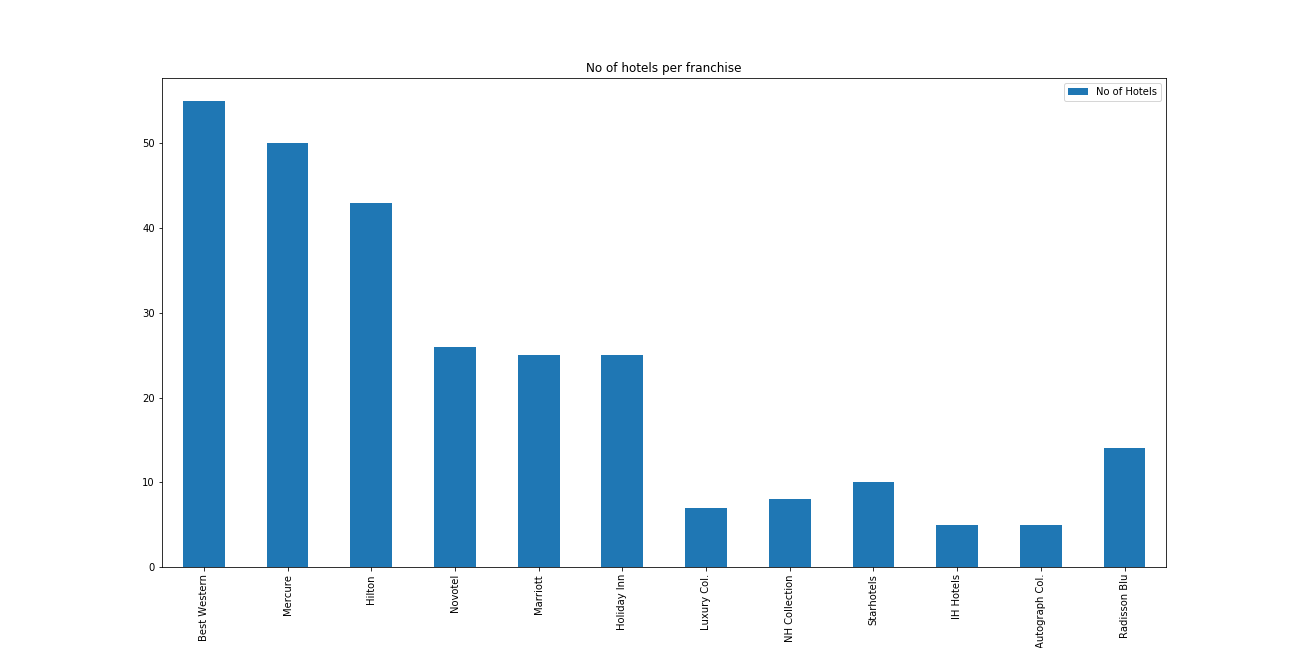 No of hotels per franchise
No of Hotels
50
40
30
20
10
0
Best Western
Mercure
Hilton
Novotel
Marriott
Holiday Inn
Luxury Col.
NH Collection
Starhotels
IH Hotels
Autograph Col.
Radisson Blu